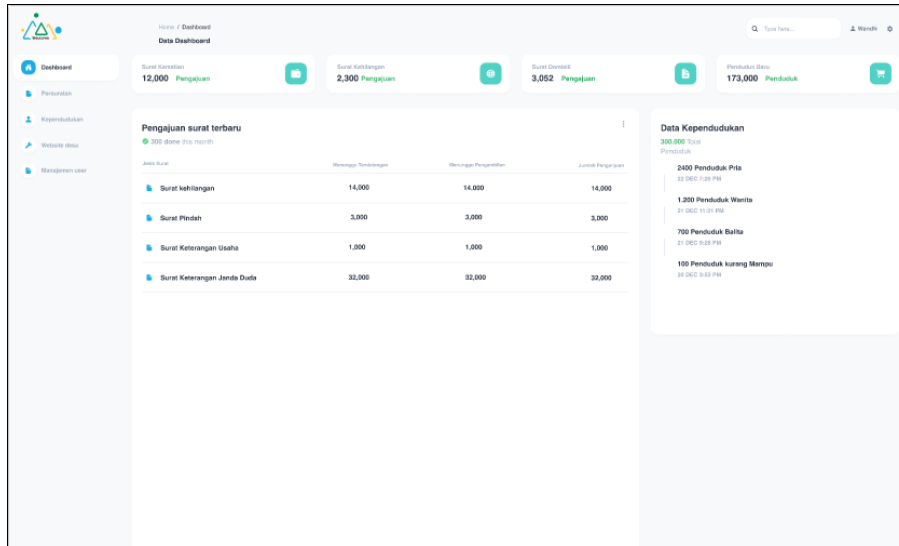 Home / Dashboard
Data Dashboard
Type here...
Wendh
Dashboard
Persuratan
Kependudukan
Website desa
Manajemen user
Surat Kematian
12,000 Pengajuan
Surat Kehilangan
2,300 Pengajuan
Surat Domisili
3,052 Pengajuan
Penduduk Baru
173,000 Penduduk
Pengajuan surat terbaru
300 done this month
Jenis Surat Menunggu Tandatangan Menunggu Pengambilan Jumlah Pengajuan
Surat kehilangan 14,000 14,000 14,000
Surat Pindah 3,000 3,000 3,000
Surat Keterangan Usaha 1,000 1,000 1,000
Surat Keterangan Janda Duda 32,000 32,000 32,000
Data Kependudukan
300.000 Total
Penduduk
2400 Penduduk Pria
22 DEC 7:20 PM
1.200 Penduduk Wanita
21 DEC 11:21 PM
700 Penduduk Balita
21 DEC 9:28 PM
100 Penduduk kurang Mampu
20 DEC 3:52 PM